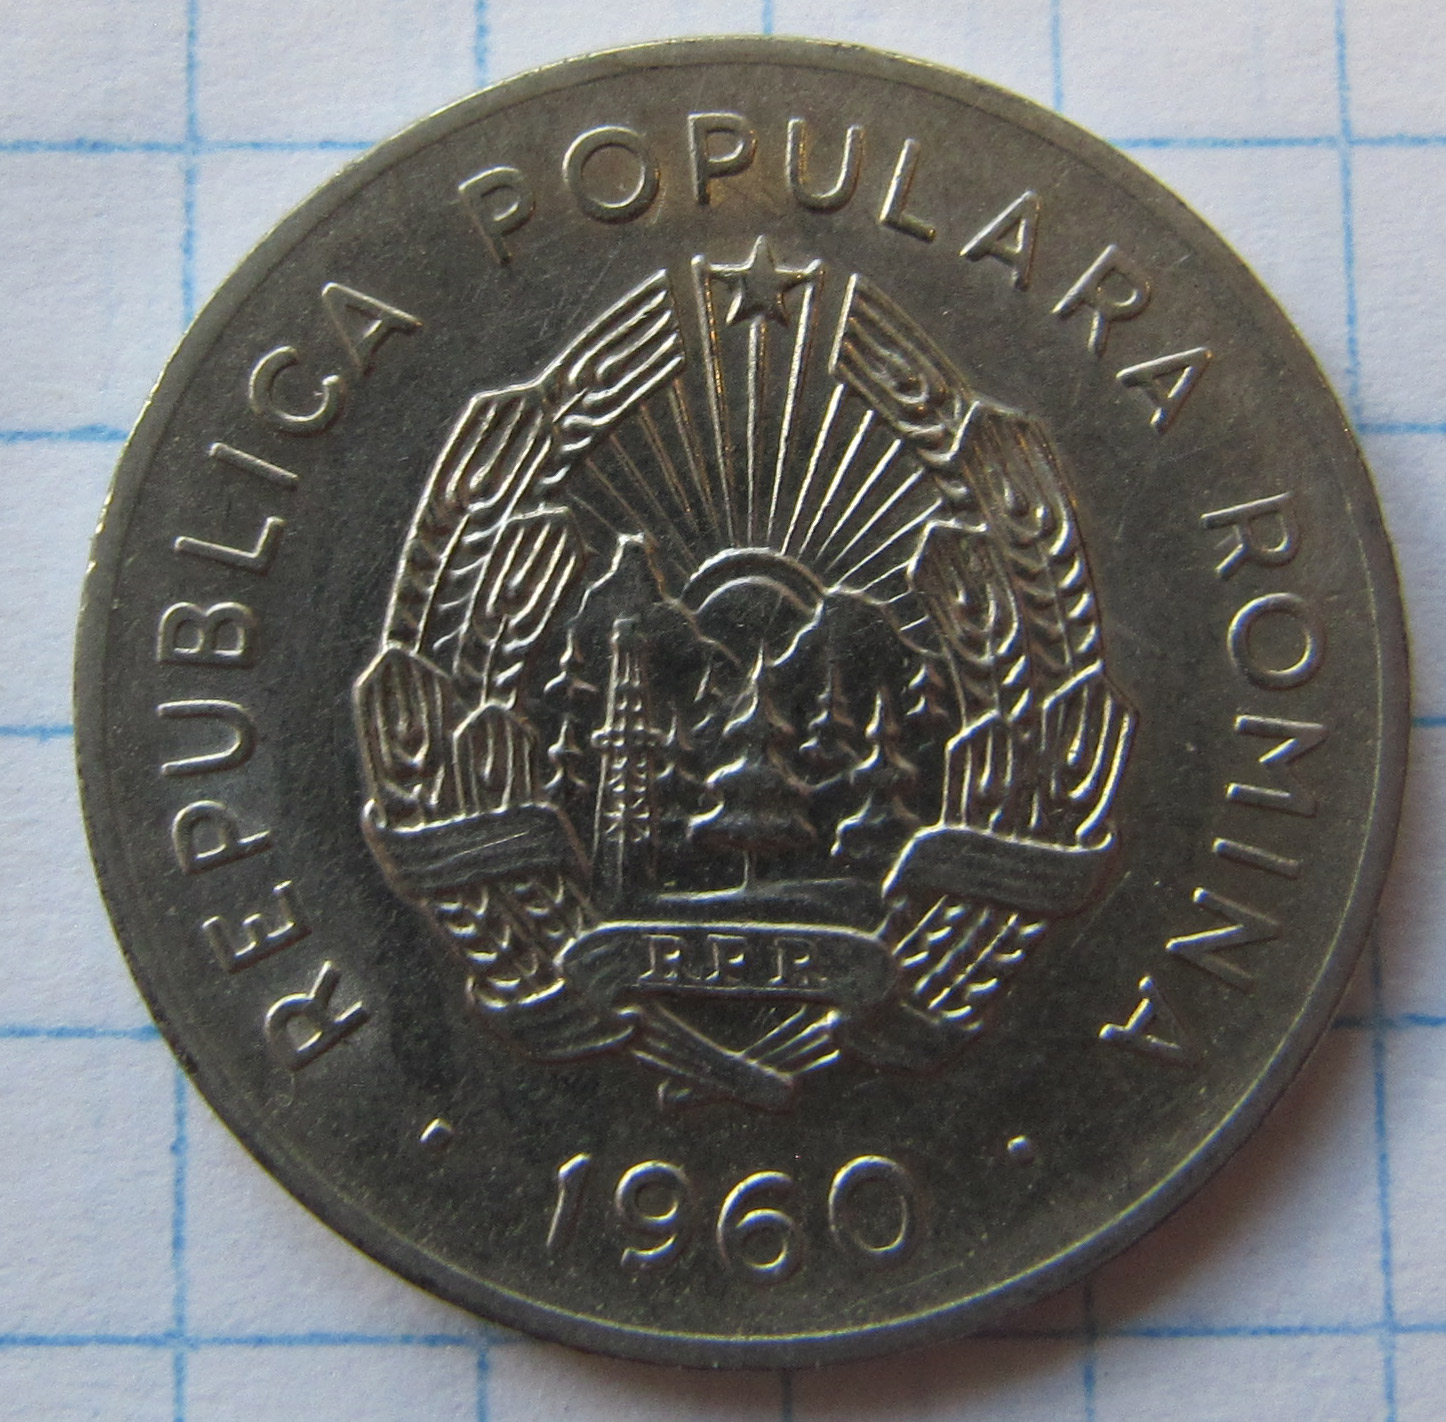 REPUBLICA POPULARA ROMINA
R.P.R.
· 1960 ·